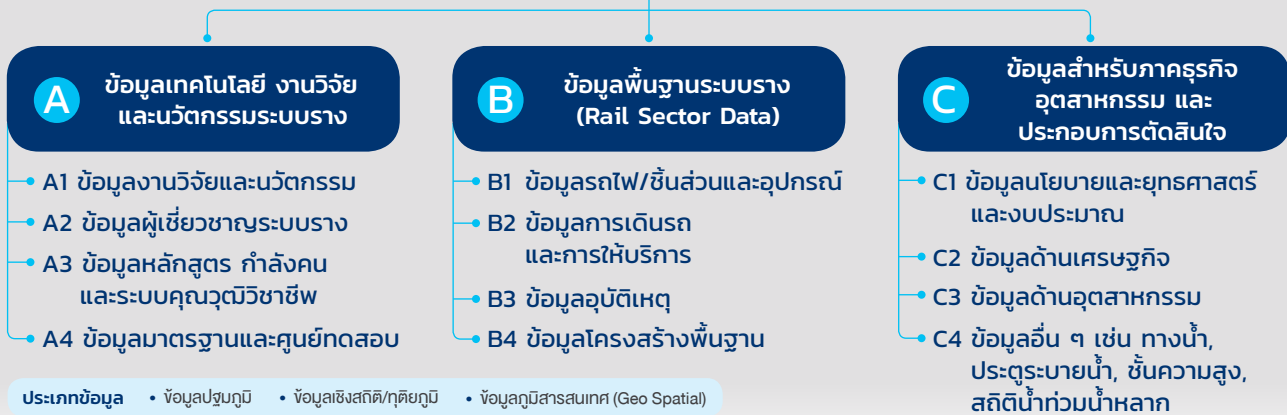 A
ข้อมูลเทคโนโลยี งานวิจัย
และนวัตกรรมระบบราง
A1 ข้อมูลงานวิจัยและนวัตกรรม
A2 ข้อมูลผู้เชี่ยวชาญระบบราง
A3 ข้อมูลหลักสูตร กำลังคน
และระบบคุณวุฒิวิชาชีพ
A4 ข้อมูลมาตรฐานและศูนย์ทดสอบ
B
ข้อมูลพื้นฐานระบบราง
(Rail Sector Data)
B1 ข้อมูลรถไฟ/ชิ้นส่วนและอุปกรณ์
B2 ข้อมูลการเดินรถ
และการให้บริการ
B3 ข้อมูลอุบัติเหตุ
B4 ข้อมูลโครงสร้างพื้นฐาน
C
ข้อมูลสำหรับภาคธุรกิจ
อุตสาหกรรม และ
ประกอบการตัดสินใจ
C1 ข้อมูลนโยบายและยุทธศาสตร์
และงบประมาณ
C2 ข้อมูลด้านเศรษฐกิจ
C3 ข้อมูลด้านอุตสาหกรรม
C4 ข้อมูลอื่น ๆ เช่น ทางน้ำ,
ประตูระบายน้ำ, ชั้นความสูง,
สถิติน้ำท่วมน้ำหลาก
ประเภทข้อมูล • ข้อมูลปฐมภูมิ • ข้อมูลเชิงสถิติ/ทุติยภูมิ • ข้อมูลภูมิสารสนเทศ (Geo Spatial)